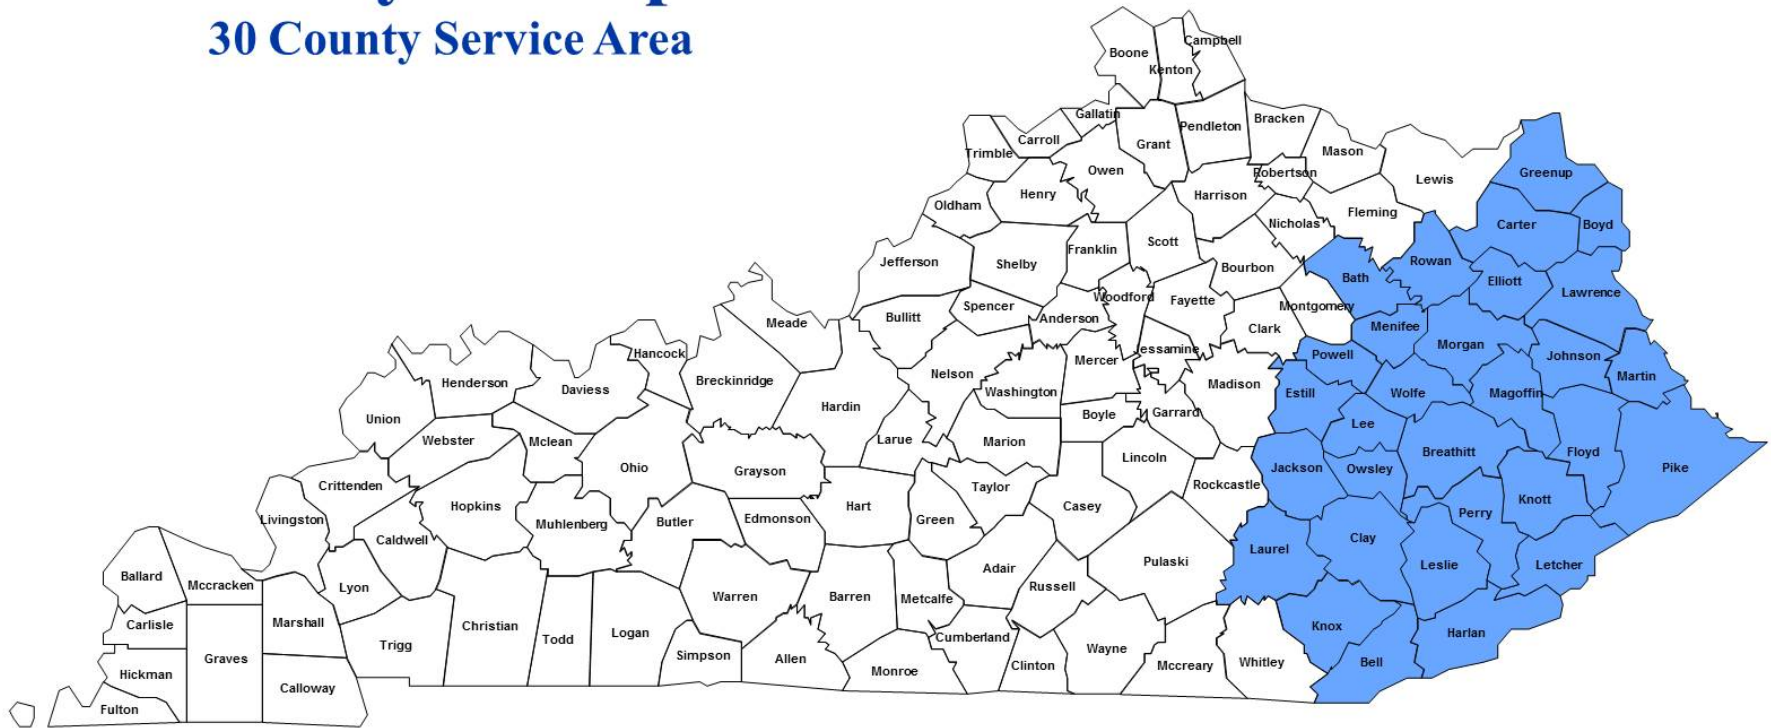 30 County Service Area
Boone
Campbell
Kenton
Gallatin
Carroll
Trimble
Grant
Pendleton
Bracken
Mason
Owen
Henry
Oldham
Harrison
Robertson
Lewis
Greenup
Fleming
Nicholas
Carter
Boyd
Jefferson
Shelby
Franklin
Scott
Bourbon
Bath
Rowan
Elliott
Lawrence
Meade
Bullitt
Spencer
Anderson
Woodford
Fayette
Montgomery
Clark
Menifee
Morgan
Johnson
Martin
Hancock
Henderson
Daviess
Breckinridge
Nelson
Washington
Mercer
Jessamine
Madison
Powell
Estill
Wolfe
Magoffin
Union
Webster
Mclean
Hardin
Larue
Marion
Boyle
Garrard
Lincoln
Lee
Breathitt
Floyd
Pike
Ohio
Grayson
Taylor
Rockcastle
Jackson
Owsley
Knott
Crittenden
Livingston
Hopkins
Muhlenberg
Butler
Edmonson
Hart
Green
Casey
Perry
Caldwell
Laurel
Clay
Leslie
Letcher
Ballard
Mccracken
Lyon
Warren
Barren
Metcalfe
Adair
Russell
Pulaski
Carlisle
Marshall
Christian
Todd
Logan
Knox
Harlan
Graves
Trigg
Simpson
Allen
Monroe
Cumberland
Clinton
Wayne
Mccreary
Whitley
Bell
Hickman
Calloway
Fulton